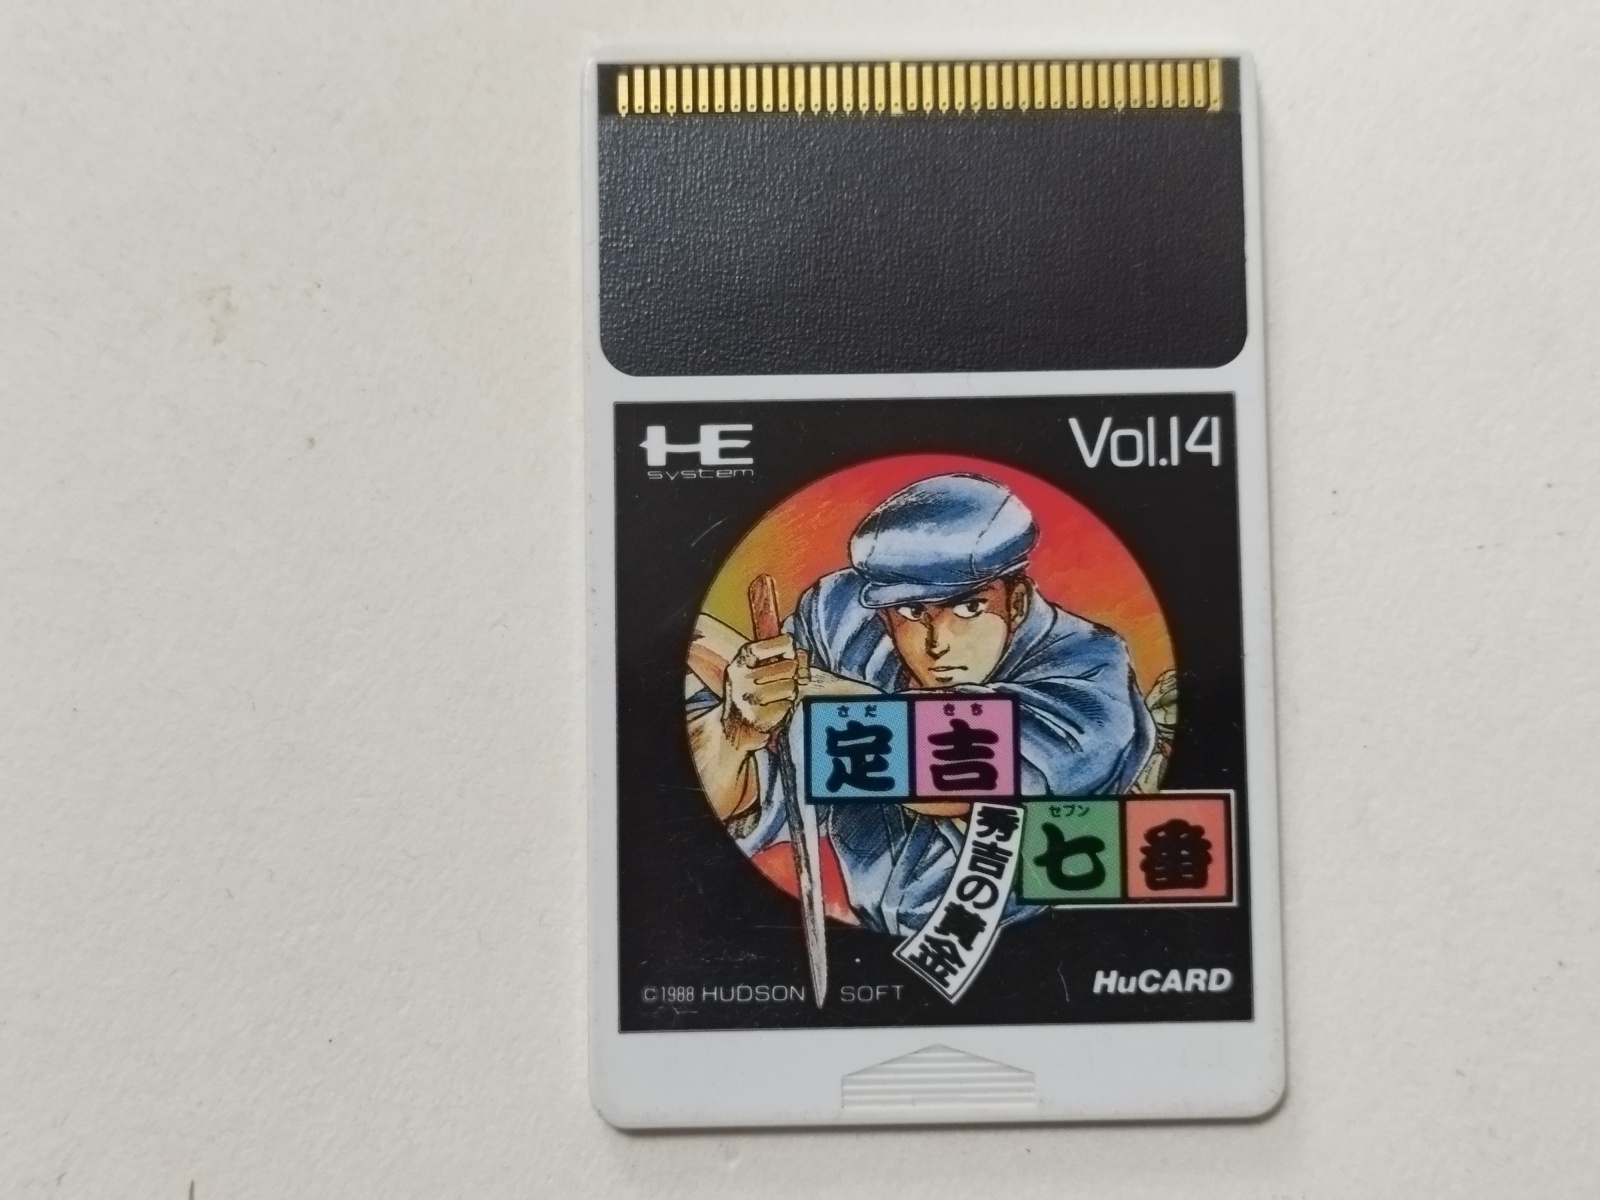 HE
system
Vol.14
さだ きち
定吉
セブン
七番
秀吉の黄金
©1988 HUDSON SOFT
HuCARD